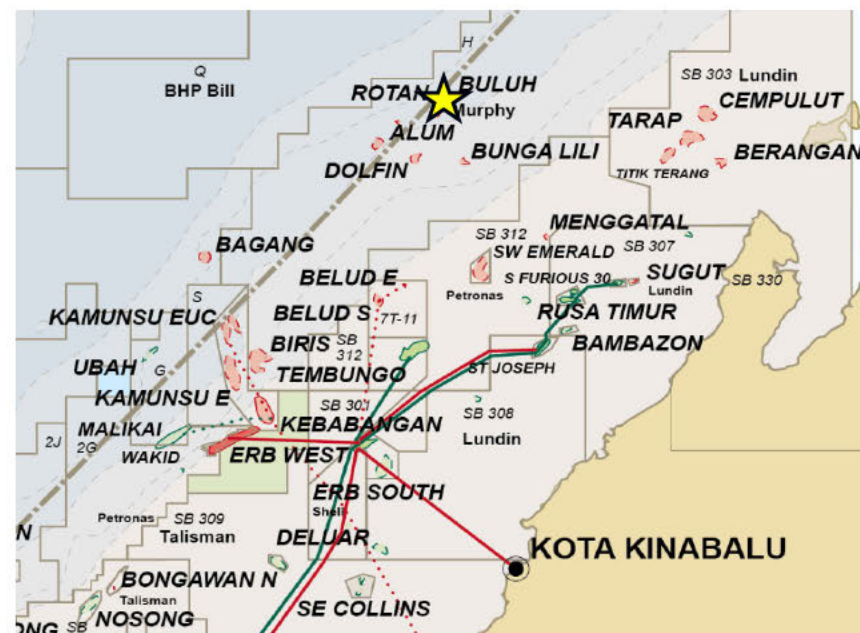 H
Q
BHP Bill
ROTAN
BULUH
Murphy
SB 303 Lundin
CEMPULUT
ALUM
TARAP
DOLFIN
BUNGA LILI
BERANGAN
TITIK TERANG
MENGGATAL
SB 312
SB 307
BAGANG
SW EMERALD
BELUD E
S FURIOUS 30
SUGUT
SB 330
Petronas
Lundin
S
KAMUNSU EUC
BELUD S
7T-11
RUSA TIMUR
BIRIS
SB
312
BAMBAZON
UBAH
G
TEMBUNGO
ST JOSEPH
KAMUNSU E
SB 301
SB 308
MALIKAI
KEBABANGAN
Lundin
2J
2G
WAKID
ERB WEST
N
ERB SOUTH
Petronas
SB 309
Shell
Talisman
DELUAR
KOTA KINABALU
BONGAWAN N
Talisman
SE COLLINS
NOSONG
ONG
SB